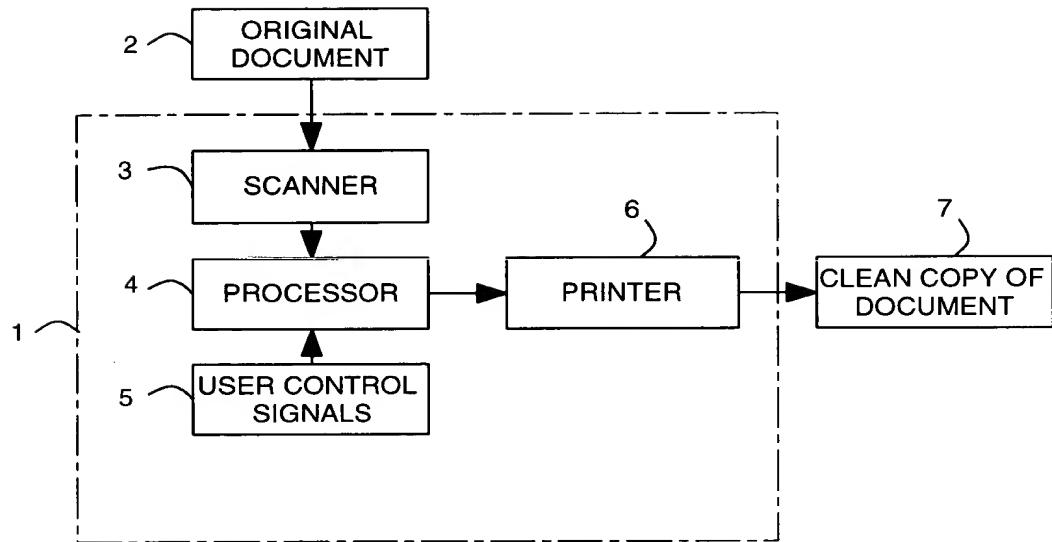 2
ORIGINAL
DOCUMENT
3
SCANNER
6
7
4
PROCESSOR
PRINTER
CLEAN COPY OF
DOCUMENT
1
5
USER CONTROL
SIGNALS